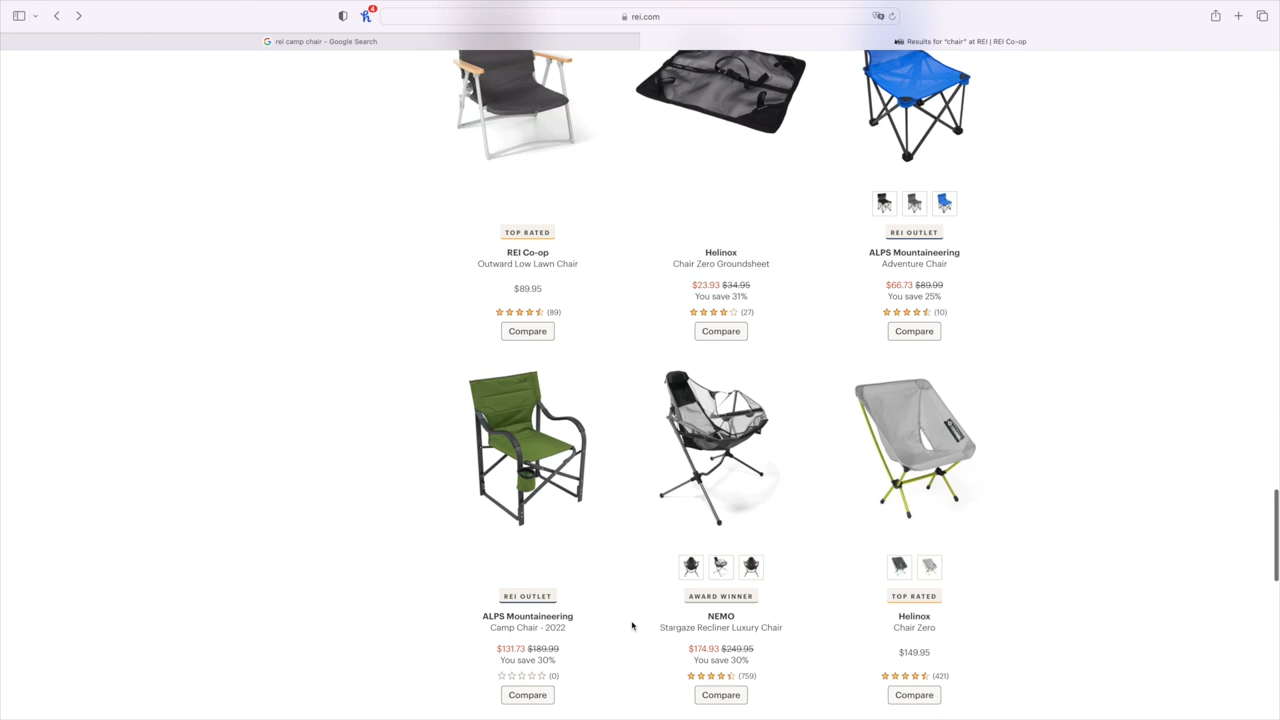 4
rei.com
rei camp chair – Google Search
Results for "chair" at REI | REI Co-op
TOP RATED
REI Co-op
Outward Low Lawn Chair
$89.95
(89)
Compare
Helinox
Chair Zero Groundsheet
$23.93 $34.95
You save 31%
(27)
Compare
REI OUTLET
ALPS Mountaineering
Adventure Chair
$66.73 $89.99
You save 25%
(10)
Compare
REI OUTLET
ALPS Mountaineering
Camp Chair - 2022
$131.73 $189.99
You save 30%
(0)
Compare
AWARD WINNER
NEMO
Stargaze Recliner Luxury Chair
$174.93 $249.95
You save 30%
(759)
Compare
TOP RATED
Helinox
Chair Zero
$149.95
(421)
Compare